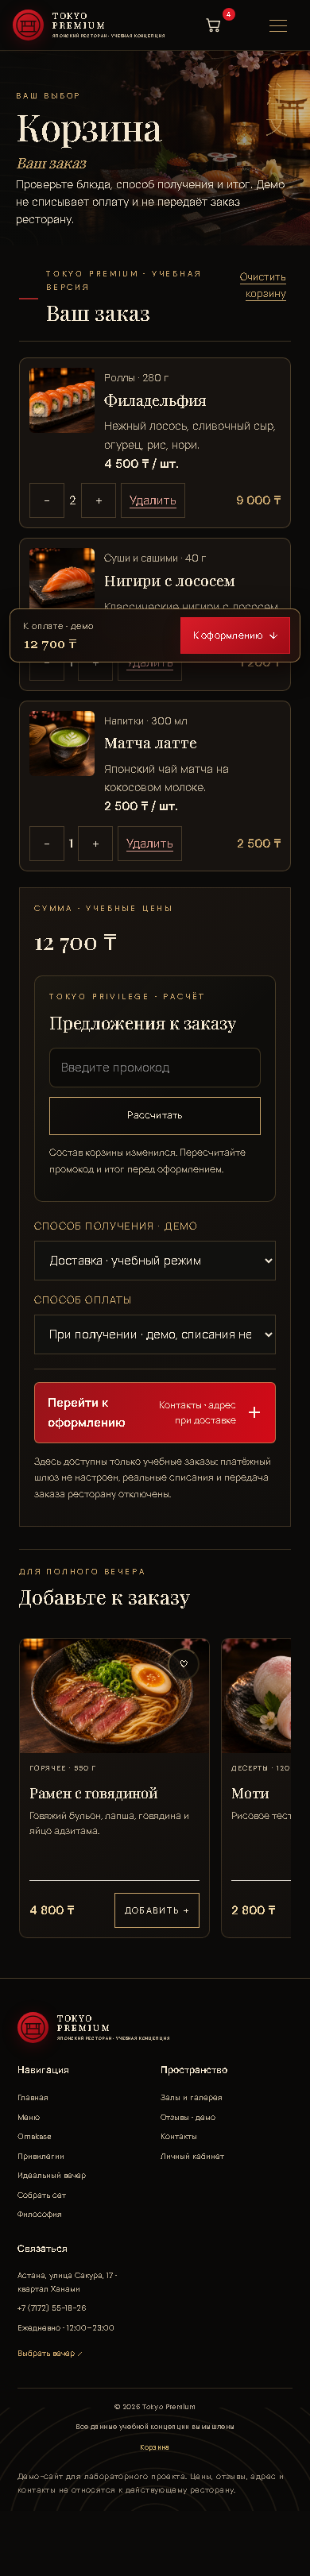 TOKYO
PREMIUM
ЯПОНСКИЙ РЕСТОРАН · УЧЕБНАЯ КОНЦЕПЦИЯ
4
ВАШ ВЫБОР
Корзина
Ваш заказ
Проверьте блюда, способ получения и итог. Демо
не списывает оплату и не передаёт заказ
ресторану.
TOKYO PREMIUM · УЧЕБНАЯ
ВЕРСИЯ
Ваш заказ
Очистить
корзину
Роллы · 280 г
Филадельфия
Нежный лосось, сливочный сыр,
огурец, рис, нори.
4 500 ₸ / шт.
− 2 + Удалить 9 000 ₸
Суши и сашими · 40 г
Нигири с лососем
Классические нигири с лососем
К оплате · демо
12 700 ₸
К оформлению ↓
− 1 + Удалить 1 200 ₸
Напитки · 300 мл
Матча латте
Японский чай матча на
кокосовом молоке.
2 500 ₸ / шт.
− 1 + Удалить 2 500 ₸
СУММА · УЧЕБНЫЕ ЦЕНЫ
12 700 ₸
TOKYO PRIVILEGE · РАСЧЁТ
Предложения к заказу
Введите промокод
Рассчитать
Состав корзины изменился. Пересчитайте
промокод и итог перед оформлением.
СПОСОБ ПОЛУЧЕНИЯ · ДЕМО
Доставка · учебный режим
СПОСОБ ОПЛАТЫ
При получении · демо, списания не
Перейти к
оформлению
Контакты · адрес
при доставке
+
Здесь доступны только учебные заказы: платёжный
шлюз не настроен, реальные списания и передача
заказа ресторану отключены.
ДЛЯ ПОЛНОГО ВЕЧЕРА
Добавьте к заказу
ГОРЯЧЕЕ · 550 Г
Рамен с говядиной
Говяжий бульон, лапша, говядина и
яйцо адзитама.
4 800 ₸
ДОБАВИТЬ +
ДЕСЕРТЫ · 120
Моти
Рисовое тест
2 800 ₸
TOKYO
PREMIUM
ЯПОНСКИЙ РЕСТОРАН · УЧЕБНАЯ КОНЦЕПЦИЯ
Навигация
Главная
Меню
Omakase
Привилегии
Идеальный вечер
Собрать сет
Философия
Пространство
Залы и галерея
Отзывы · демо
Контакты
Личный кабинет
Связаться
Астана, улица Сакура, 17 ·
квартал Ханами
+7 (7172) 55-18-26
Ежедневно · 12:00–23:00
Выбрать вечер ↗
© 2026 Tokyo Premium
Все данные учебной концепции вымышлены
Корзина
Демо-сайт для лабораторного проекта. Цены, отзывы, адрес и
контакты не относятся к действующему ресторану.